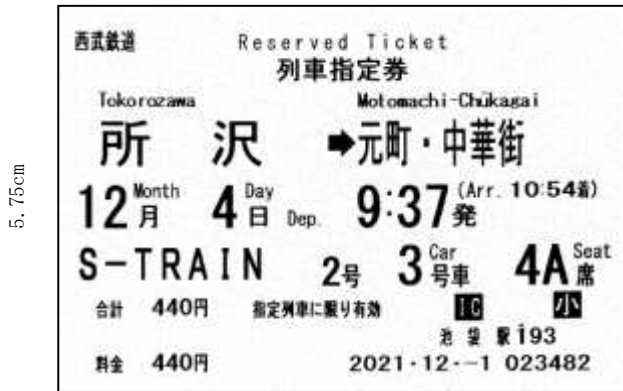 西武鉄道 Reserved Ticket
列車指定券
Tokorozawa Motomachi-Chūkagai
所沢 ➡元町・中華街
12 Month 月 4 Day 日 Dep. 9:37 発 (Arr. 10:54着)
S-TRAIN 2号 3 Car 号車 4A Seat 席
合計 440円 指定列車に限り有効 IC 小
池袋駅 i93
料金 440円 2021・12・-1 023482
5.75cm